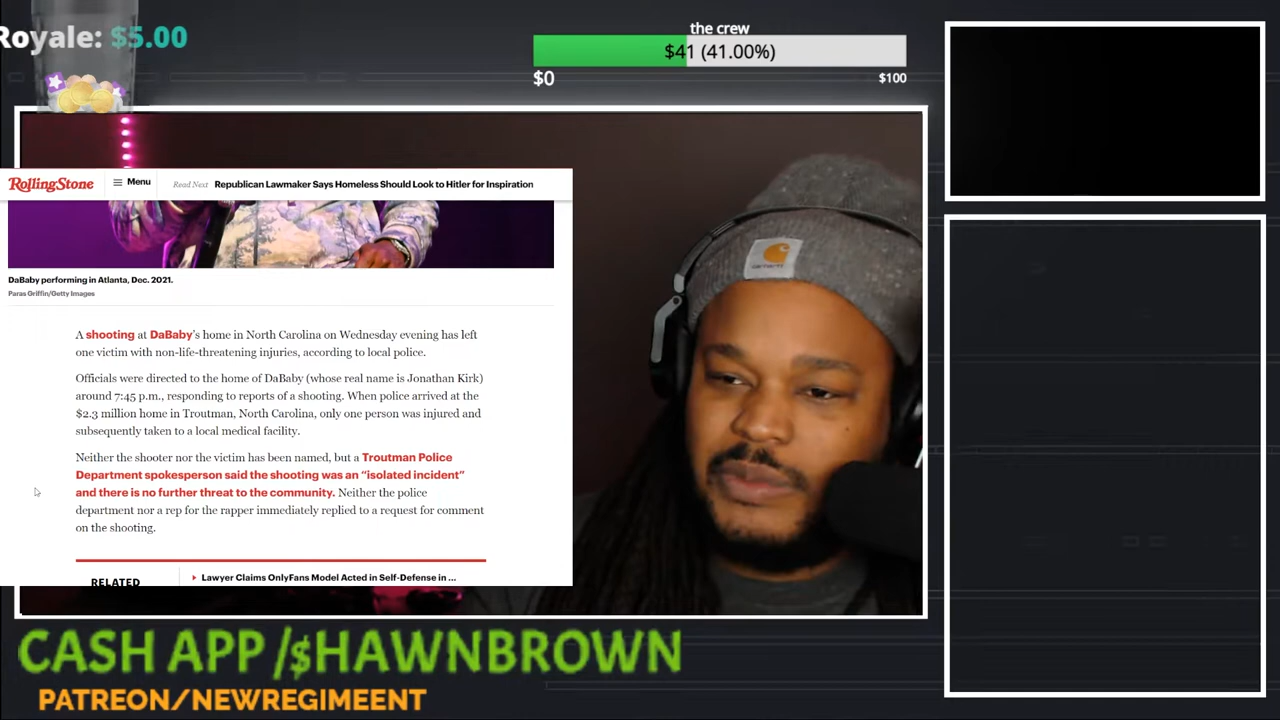 Royale: $5.00
the crew
$41 (41.00%)
$0
$100
RollingStone
Menu
Read Next
Republican Lawmaker Says Homeless Should Look to Hitler for Inspiration
carhartt
DaBaby performing in Atlanta, Dec. 2021.
Paras Griffin/Getty Images
A shooting at DaBaby's home in North Carolina on Wednesday evening has left
one victim with non-life-threatening injuries, according to local police.
Officials were directed to the home of DaBaby (whose real name is Jonathan Kirk)
around 7:45 p.m., responding to reports of a shooting. When police arrived at the
$2.3 million home in Troutman, North Carolina, only one person was injured and
subsequently taken to a local medical facility.
Neither the shooter nor the victim has been named, but a Troutman Police
Department spokesperson said the shooting was an “isolated incident”
and there is no further threat to the community. Neither the police
department nor a rep for the rapper immediately replied to a request for comment
on the shooting.
RELATED
Lawyer Claims OnlyFans Model Acted in Self-Defense in ...
CASH APP /$HAWNBROWN
PATREON/NEWREGIMEENT